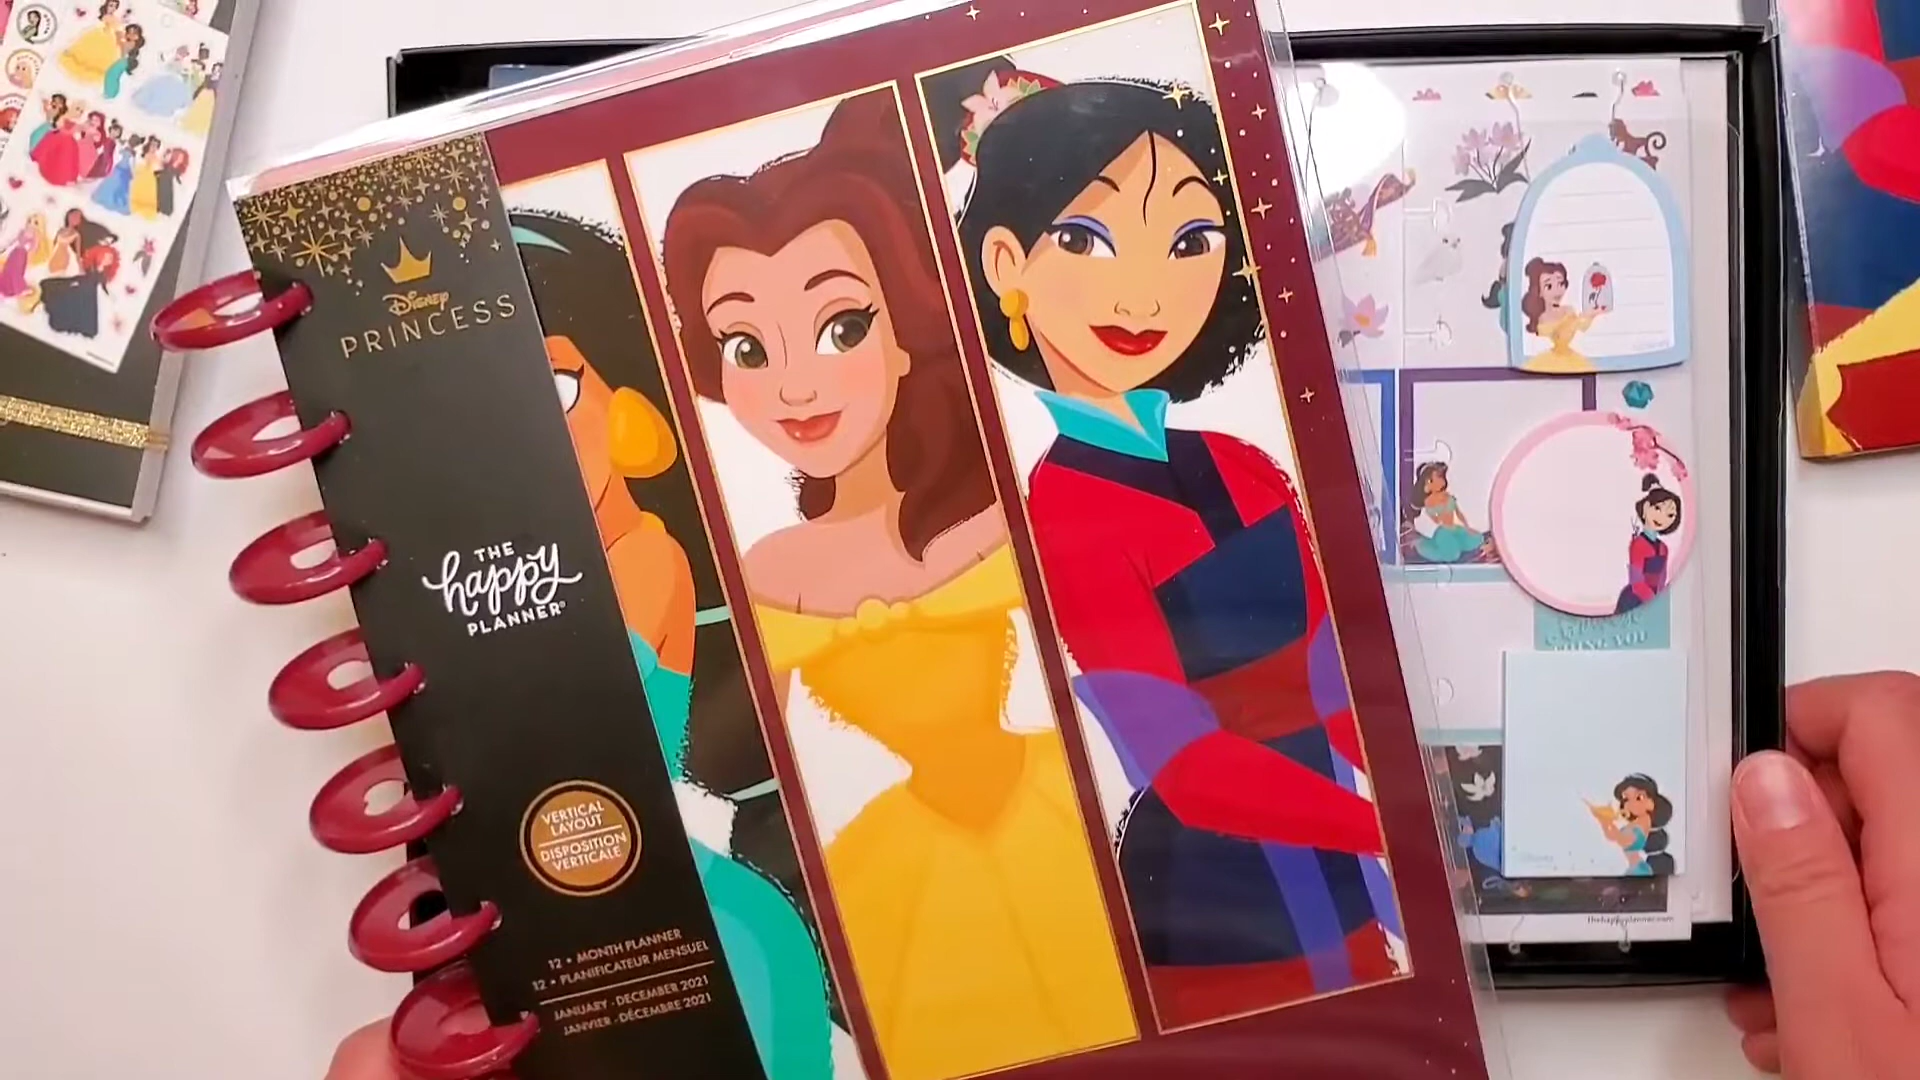 Disney
PRINCESS
THE
happy
PLANNER®
VERTICAL
LAYOUT
DISPOSITION
VERTICALE
12 • MONTH PLANNER
12 • PLANIFICATEUR MENSUEL
JANUARY - DECEMBER 2021
JANVIER - DÉCEMBRE 2021
thehappyplanner.com